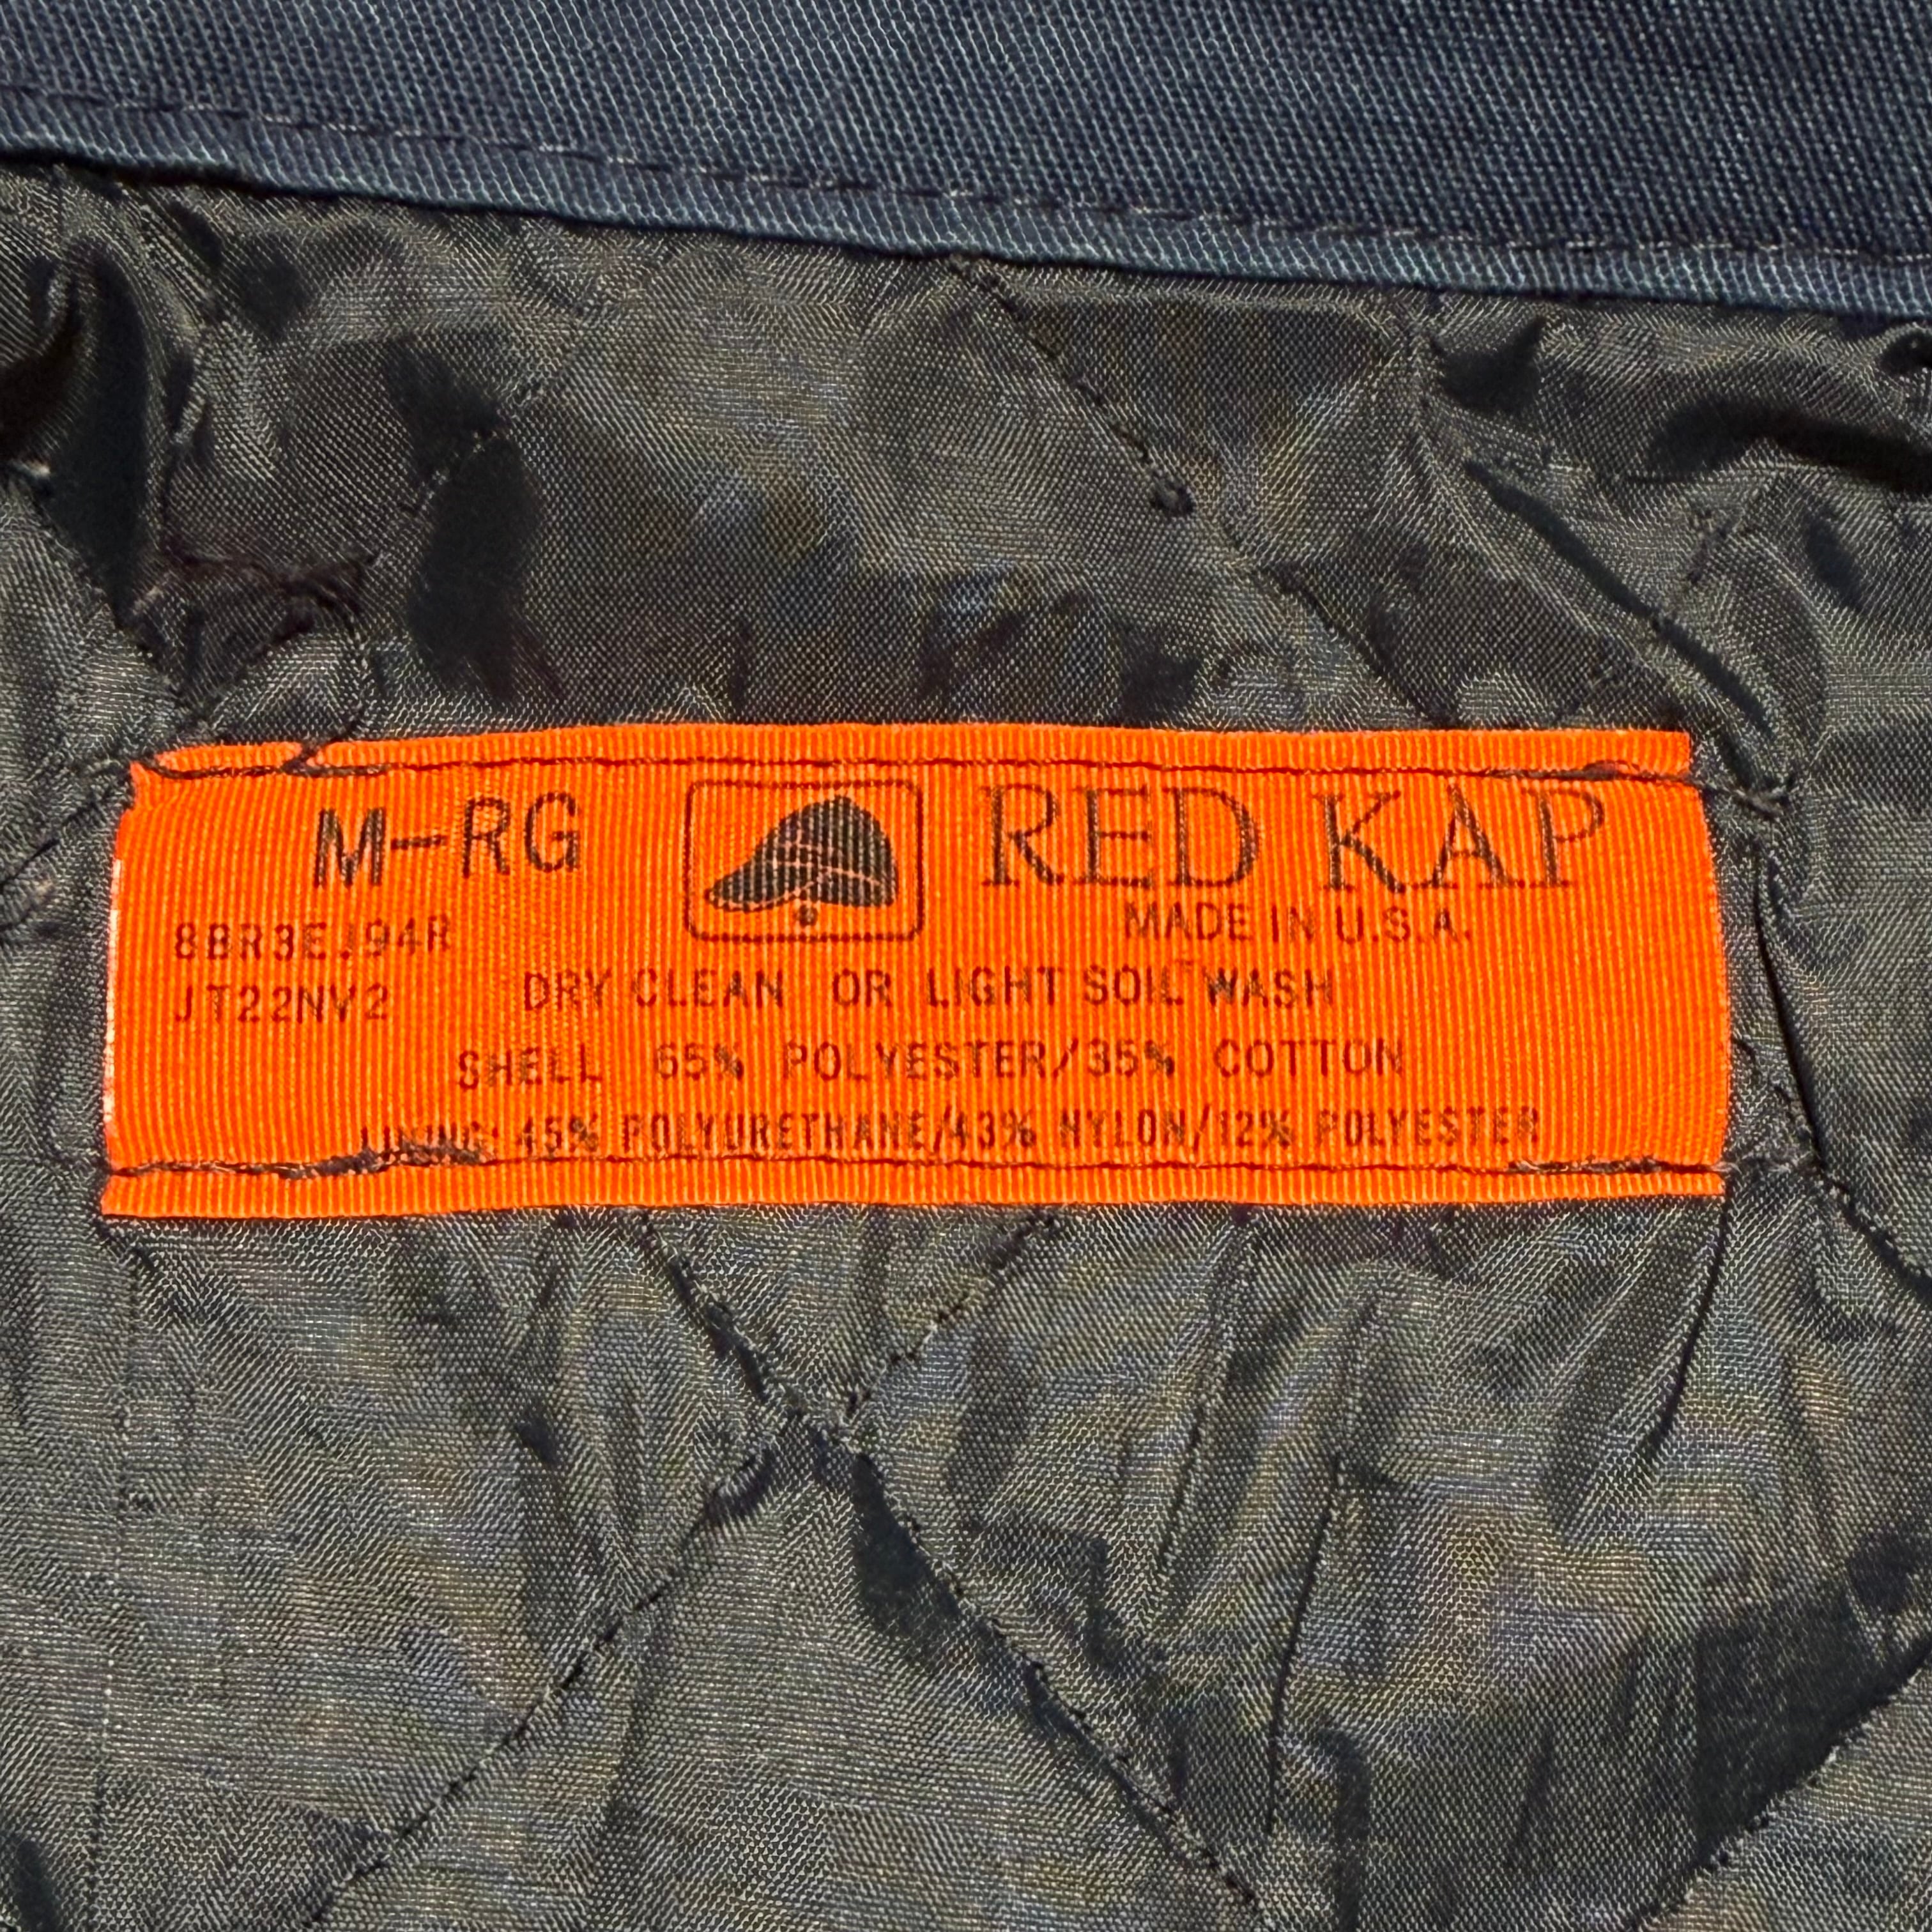 M-RG RED KAP
MADE IN U.S.A.
8BR3EJ94R
JT22NV2 DRY CLEAN OR LIGHT SOIL WASH
SHELL 65% POLYESTER/35% COTTON
LINING: 45% POLYURETHANE/43% NYLON/12% POLYESTER